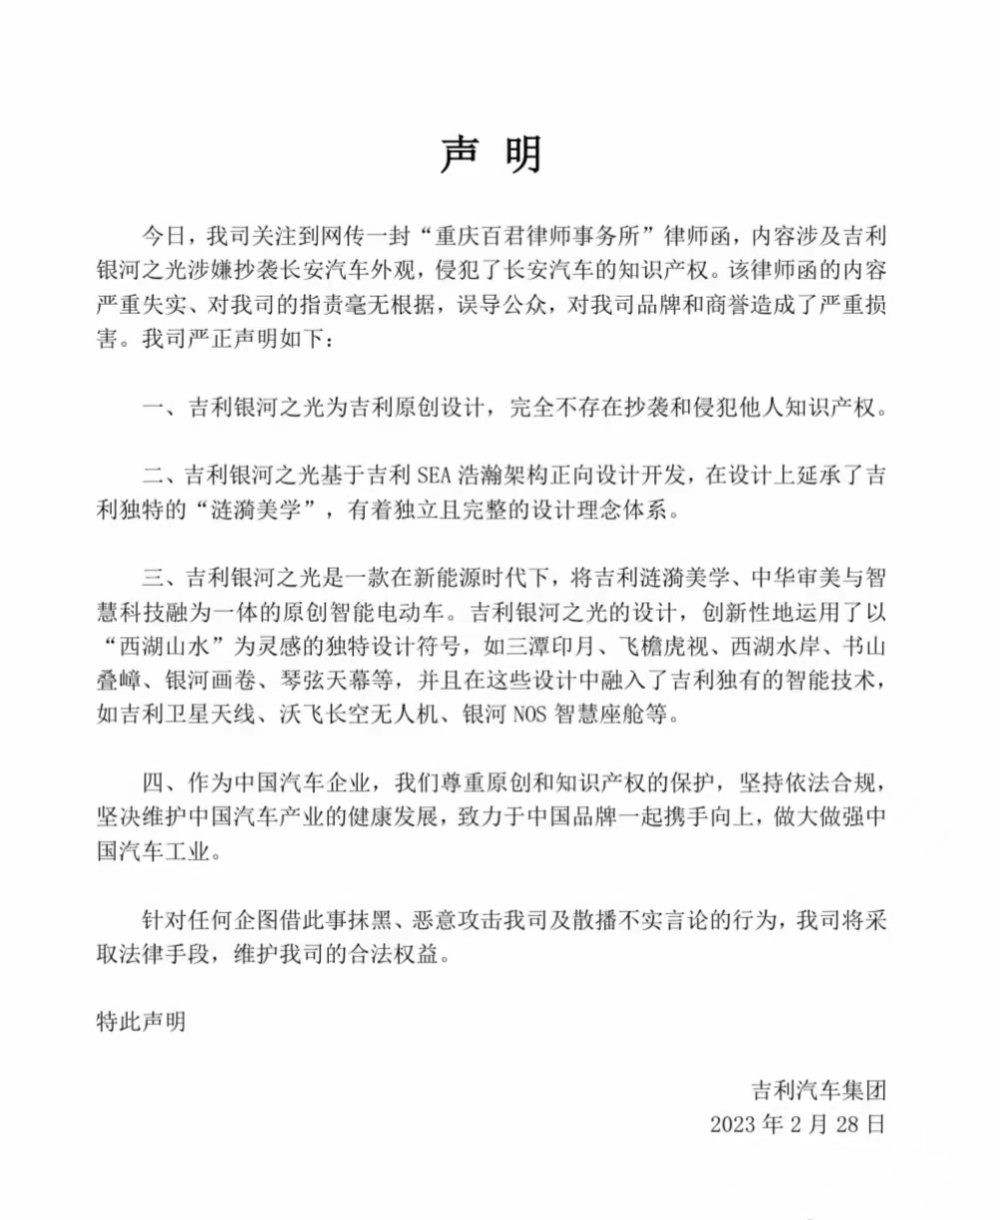 声 明
今日，我司关注到网传一封“重庆百君律师事务所”律师函，内容涉及吉利
银河之光涉嫌抄袭长安汽车外观，侵犯了长安汽车的知识产权。该律师函的内容
严重失实、对我司的指责毫无根据，误导公众，对我司品牌和商誉造成了严重损
害。我司严正声明如下：
一、吉利银河之光为吉利原创设计，完全不存在抄袭和侵犯他人知识产权。
二、吉利银河之光基于吉利 SEA 浩瀚架构正向设计开发，在设计上延承了吉
利独特的“涟漪美学”，有着独立且完整的设计理念体系。
三、吉利银河之光是一款在新能源时代下，将吉利涟漪美学、中华审美与智
慧科技融为一体的原创智能电动车。吉利银河之光的设计，创新性地运用了以
“西湖山水”为灵感的独特设计符号，如三潭印月、飞檐虎视、西湖水岸、书山
叠嶂、银河画卷、琴弦天幕等，并且在这些设计中融入了吉利独有的智能技术，
如吉利卫星天线、沃飞长空无人机、银河 NOS 智慧座舱等。
四、作为中国汽车企业，我们尊重原创和知识产权的保护，坚持依法合规，
坚决维护中国汽车产业的健康发展，致力于中国品牌一起携手向上，做大做强中
国汽车工业。
针对任何企图借此事抹黑、恶意攻击我司及散播不实言论的行为，我司将采
取法律手段，维护我司的合法权益。
特此声明
吉利汽车集团
2023 年 2 月 28 日